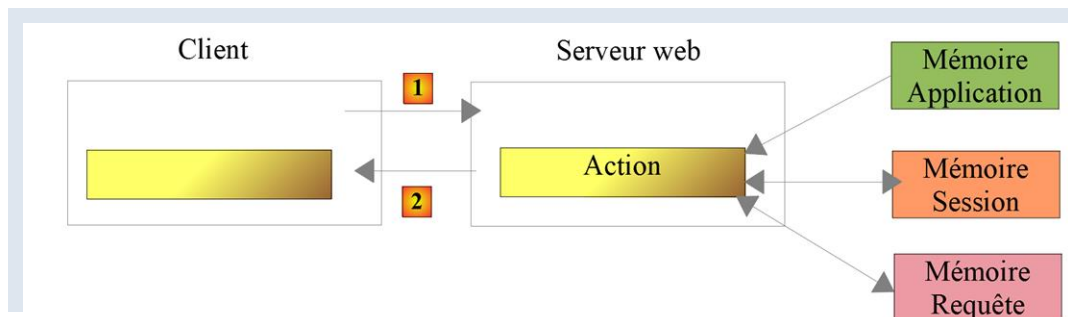 Client
Serveur web
1
2
Action
Mémoire
Application
Mémoire
Session
Mémoire
Requête